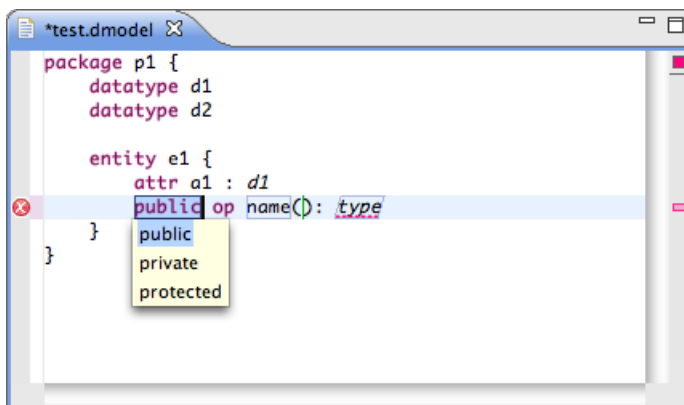 *test.dmodel
package p1 {
datatype d1
datatype d2
entity e1 {
attr a1 : d1
public op name(): type
}
public
}
private
protected